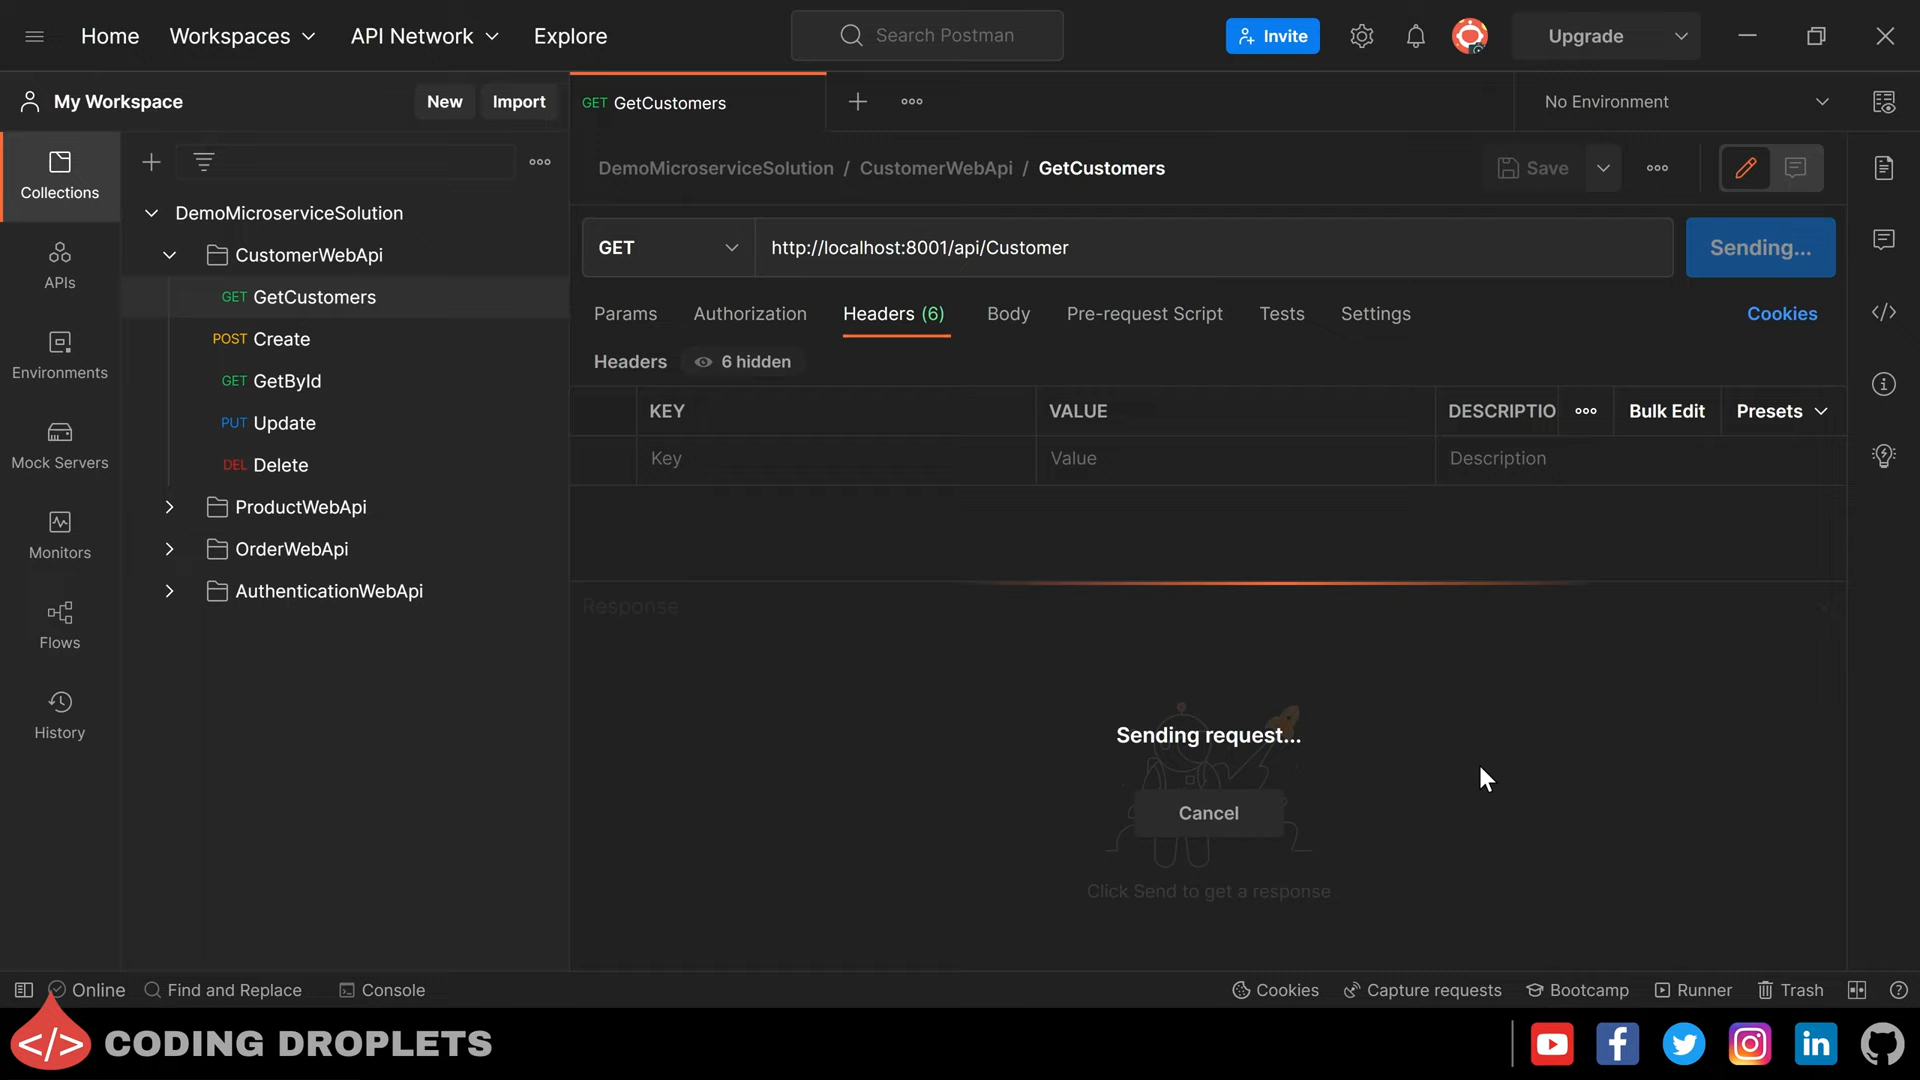 Home Workspaces API Network Explore Search Postman Invite Upgrade
My Workspace New Import GET GetCustomers No Environment
Collections
APIs
Environments
Mock Servers
Monitors
Flows
History
DemoMicroserviceSolution
CustomerWebApi
GET GetCustomers
POST Create
GET GetById
PUT Update
DEL Delete
ProductWebApi
OrderWebApi
AuthenticationWebApi
DemoMicroserviceSolution / CustomerWebApi / GetCustomers Save
GET http://localhost:8001/api/Customer Sending...
Params Authorization Headers (6) Body Pre-request Script Tests Settings Cookies
Headers 6 hidden
KEY VALUE DESCRIPTIO Bulk Edit Presets
Key Value Description
Response
Sending request...
Cancel
Click Send to get a response
Online Find and Replace Console Cookies Capture requests Bootcamp Runner Trash
</> CODING DROPLETS